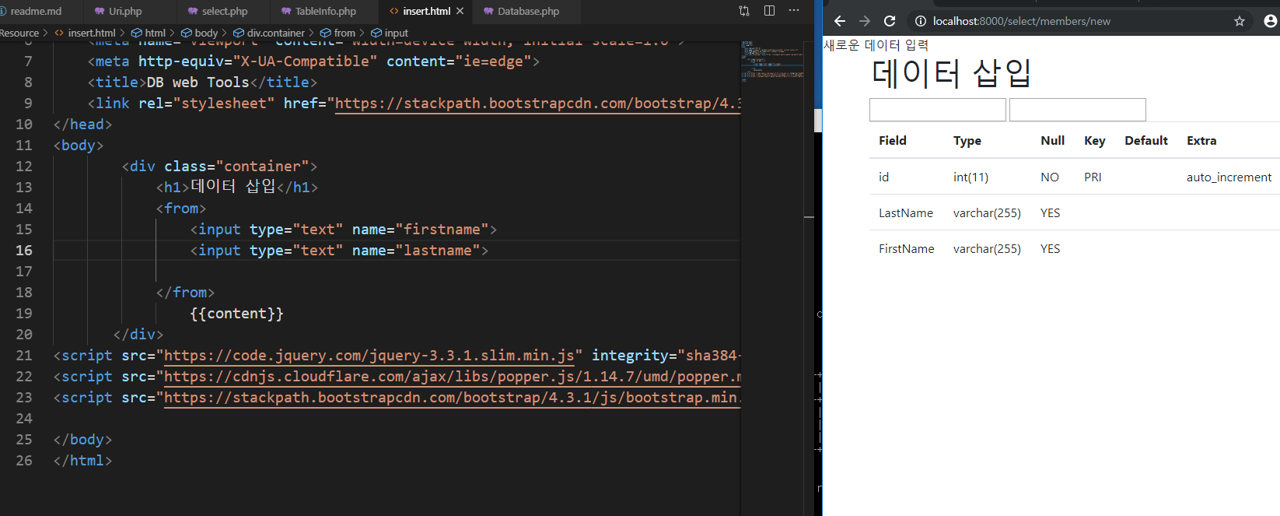 readme.md Uri.php select.php TableInfo.php insert.html Database.php
Resource > insert.html > html > body > div.container > from > input
6 <meta name="viewport" content="width=device-width, initial-scale=1.0">
7 <meta http-equiv="X-UA-Compatible" content="ie=edge">
8 <title>DB web Tools</title>
9 <link rel="stylesheet" href="https://stackpath.bootstrapcdn.com/bootstrap/4.3
10 </head>
11 <body>
12 <div class="container">
13 <h1>데이터 삽입</h1>
14 <from>
15 <input type="text" name="firstname">
16 <input type="text" name="lastname">
17
18 </from>
19 {{content}}
20 </div>
21 <script src="https://code.jquery.com/jquery-3.3.1.slim.min.js" integrity="sha384-
22 <script src="https://cdnjs.cloudflare.com/ajax/libs/popper.js/1.14.7/umd/popper.m
23 <script src="https://stackpath.bootstrapcdn.com/bootstrap/4.3.1/js/bootstrap.min.
24
25 </body>
26 </html>
localhost:8000/select/members/new
새로운 데이터 입력
데이터 삽입
Field Type Null Key Default Extra
id int(11) NO PRI auto_increment
LastName varchar(255) YES
FirstName varchar(255) YES